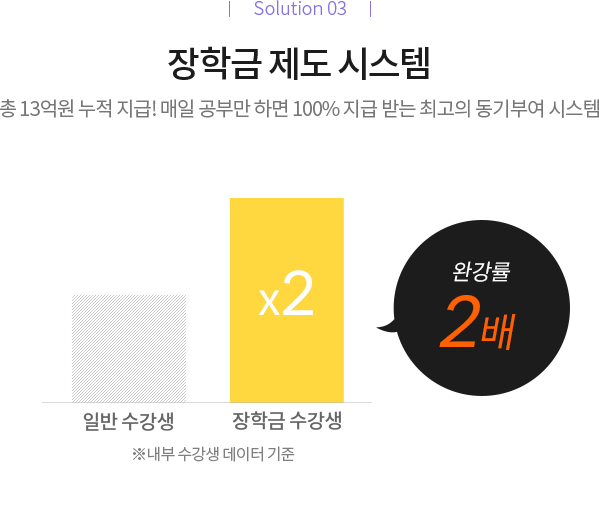 Solution 03
장학금 제도 시스템
총 13억원 누적 지급! 매일 공부만 하면 100% 지급 받는 최고의 동기부여 시스템
x2
완강률
2배
일반 수강생
장학금 수강생
※내부 수강생 데이터 기준